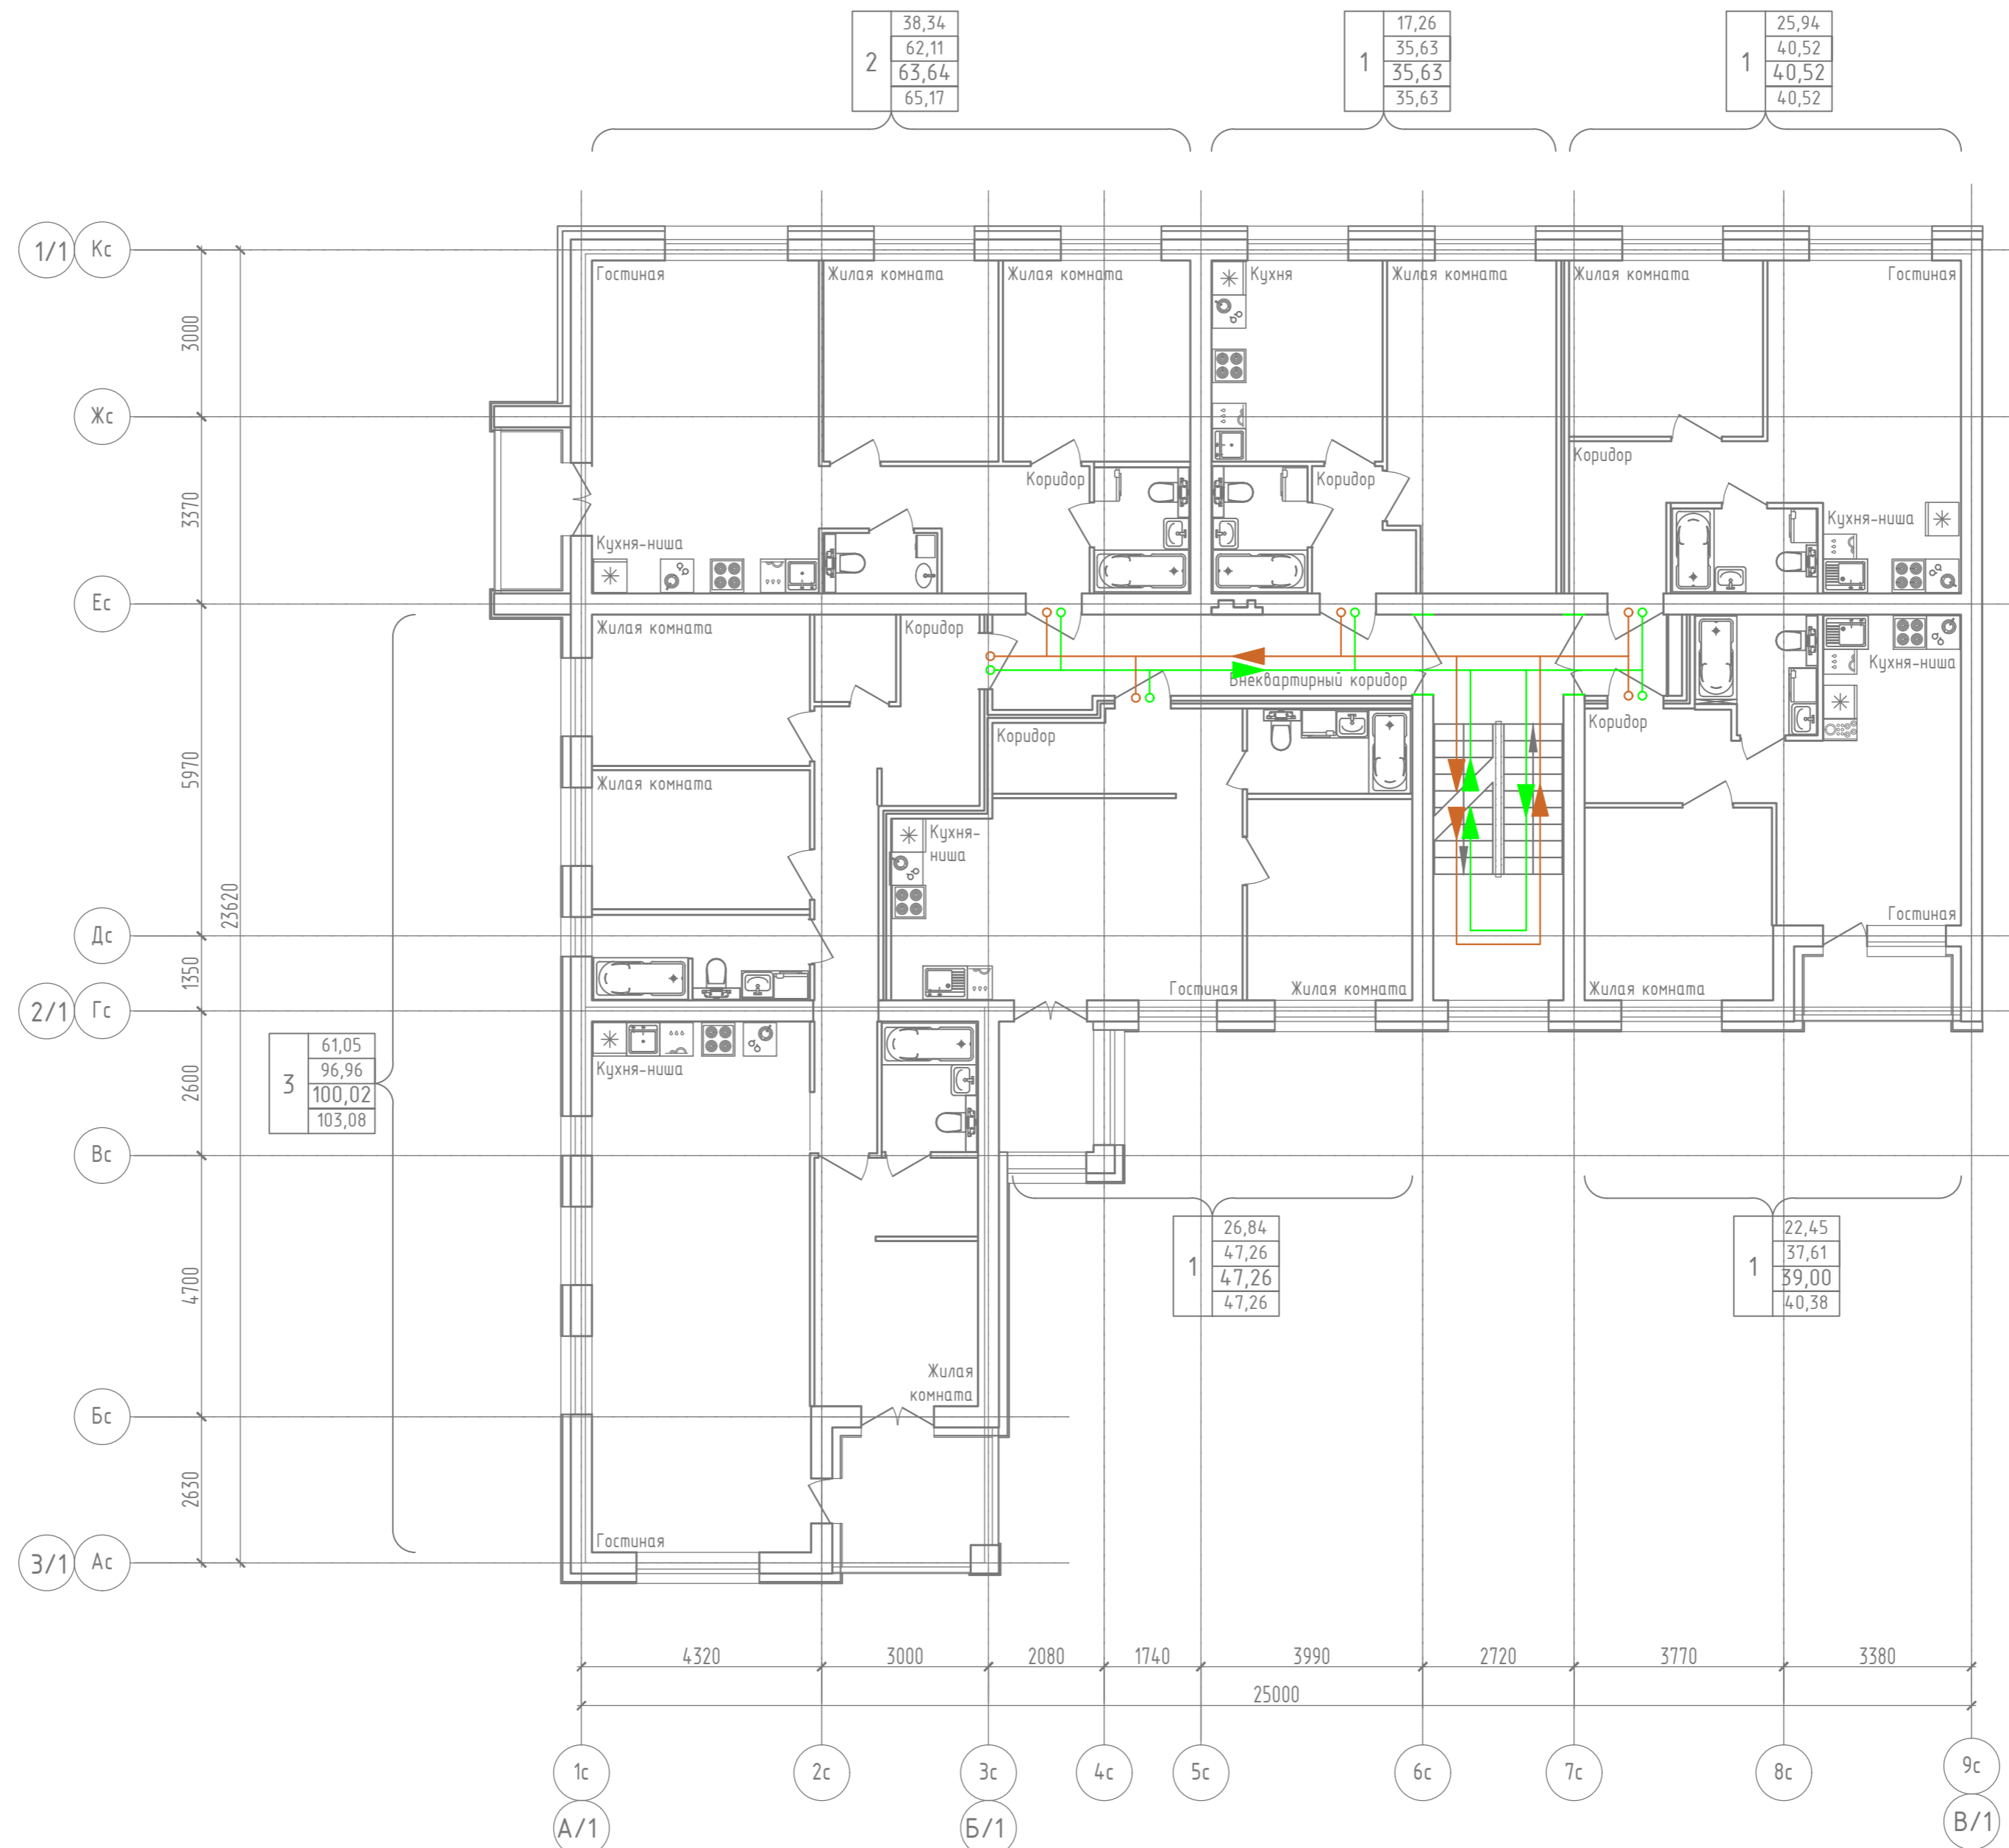 2
38,34
62,11
63,64
65,17
1
17,26
35,63
35,63
35,63
1
25,94
40,52
40,52
40,52
1/1
Кс
Гостиная
Жилая комната
Жилая комната
Кухня
Жилая комната
Жилая комната
Гостиная
3000
Жс
Коридор
Коридор
Коридор
3370
Кухня-ниша
Кухня-ниша
Ес
Жилая комната
Коридор
Кухня-ниша
Внеквартирный коридор
Коридор
Коридор
5970
Жилая комната
Кухня-
ниша
23620
Гостиная
Дс
1350
Гостиная
Жилая комната
Жилая комната
2/1
Гс
3
61,05
96,96
100,02
103,08
Кухня-ниша
2600
Вс
1
26,84
47,26
47,26
47,26
1
22,45
37,61
39,00
40,38
4700
Жилая
комната
Бс
2630
Гостиная
3/1
Ас
4320
3000
2080
1740
3990
2720
3770
3380
25000
1с
2с
3с
4с
5с
6с
7с
8с
9с
А/1
Б/1
В/1